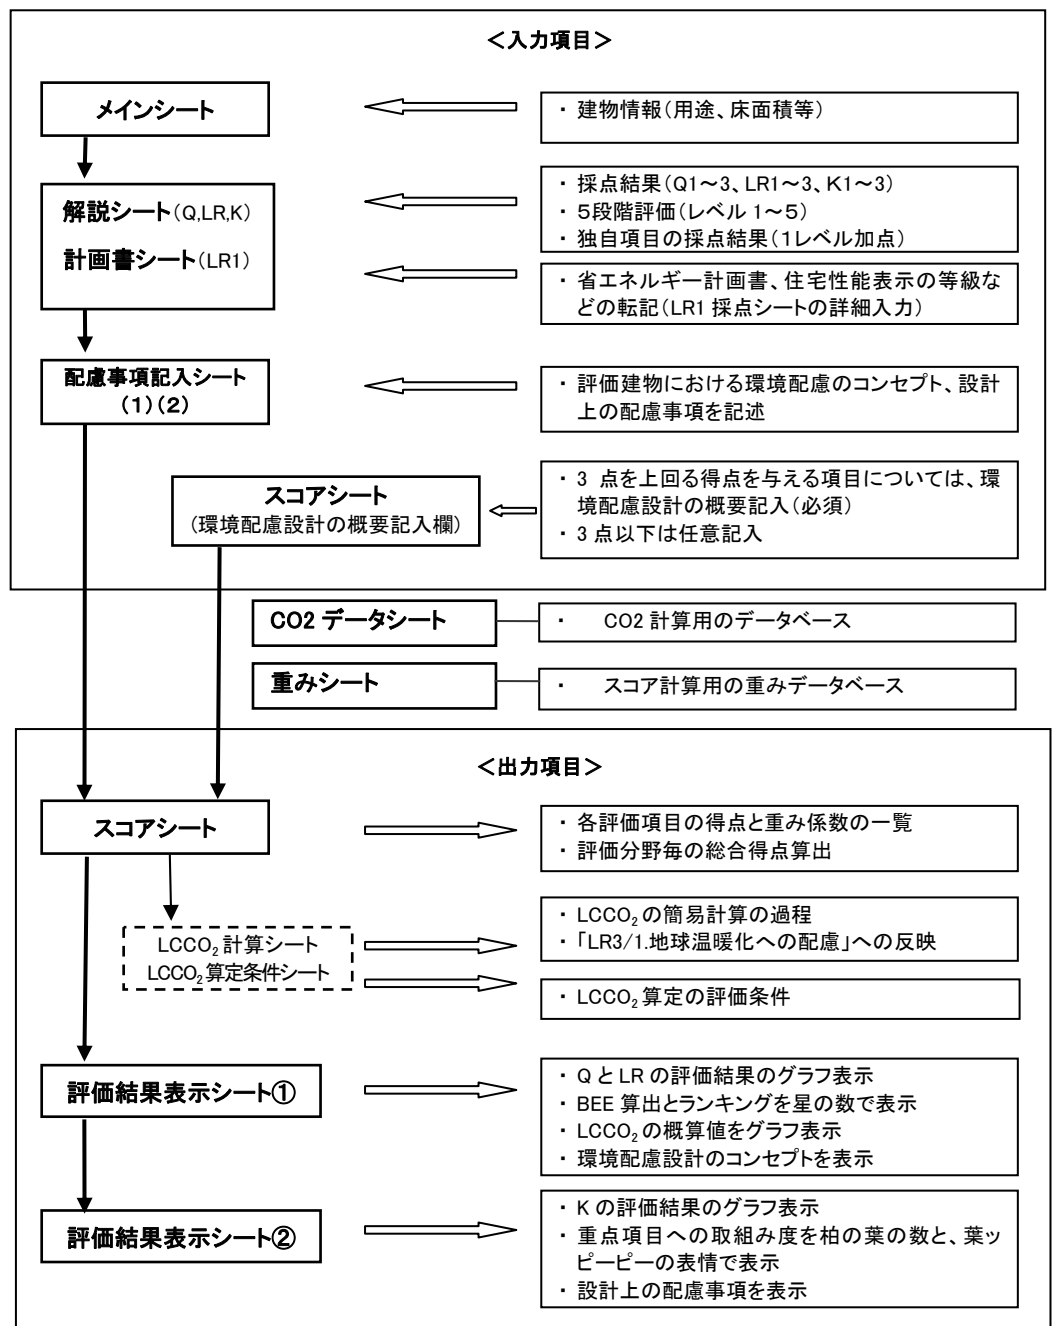 ＜入力項目＞
メインシート
・ 建物情報（用途、床面積等）
解説シート（Q,LR,K）
計画書シート（LR1）
・ 採点結果（Q1～3、LR1～3、K1～3）
・ 5段階評価（レベル 1～5）
・ 独自項目の採点結果（1レベル加点）
・ 省エネルギー計画書、住宅性能表示の等級な
どの転記（LR1 採点シートの詳細入力）
配慮事項記入シート
（１）（２）
・ 評価建物における環境配慮のコンセプト、設計
上の配慮事項を記述
スコアシート
（環境配慮設計の概要記入欄）
・ 3 点を上回る得点を与える項目については、環
境配慮設計の概要記入（必須）
・ 3 点以下は任意記入
CO2 データシート
・ CO2 計算用のデータベース
重みシート
・ スコア計算用の重みデータベース
＜出力項目＞
スコアシート
・ 各評価項目の得点と重み係数の一覧
・ 評価分野毎の総合得点算出
LCCO₂ 計算シート
LCCO₂ 算定条件シート
・ LCCO₂ の簡易計算の過程
・ 「LR3/1.地球温暖化への配慮」への反映
・ LCCO₂ 算定の評価条件
評価結果表示シート①
・ Q と LR の評価結果のグラフ表示
・ BEE 算出とランキングを星の数で表示
・ LCCO₂ の概算値をグラフ表示
・ 環境配慮設計のコンセプトを表示
評価結果表示シート②
・ K の評価結果のグラフ表示
・ 重点項目への取組み度を柏の葉の数と、葉ッ
ピーピーの表情で表示
・ 設計上の配慮事項を表示